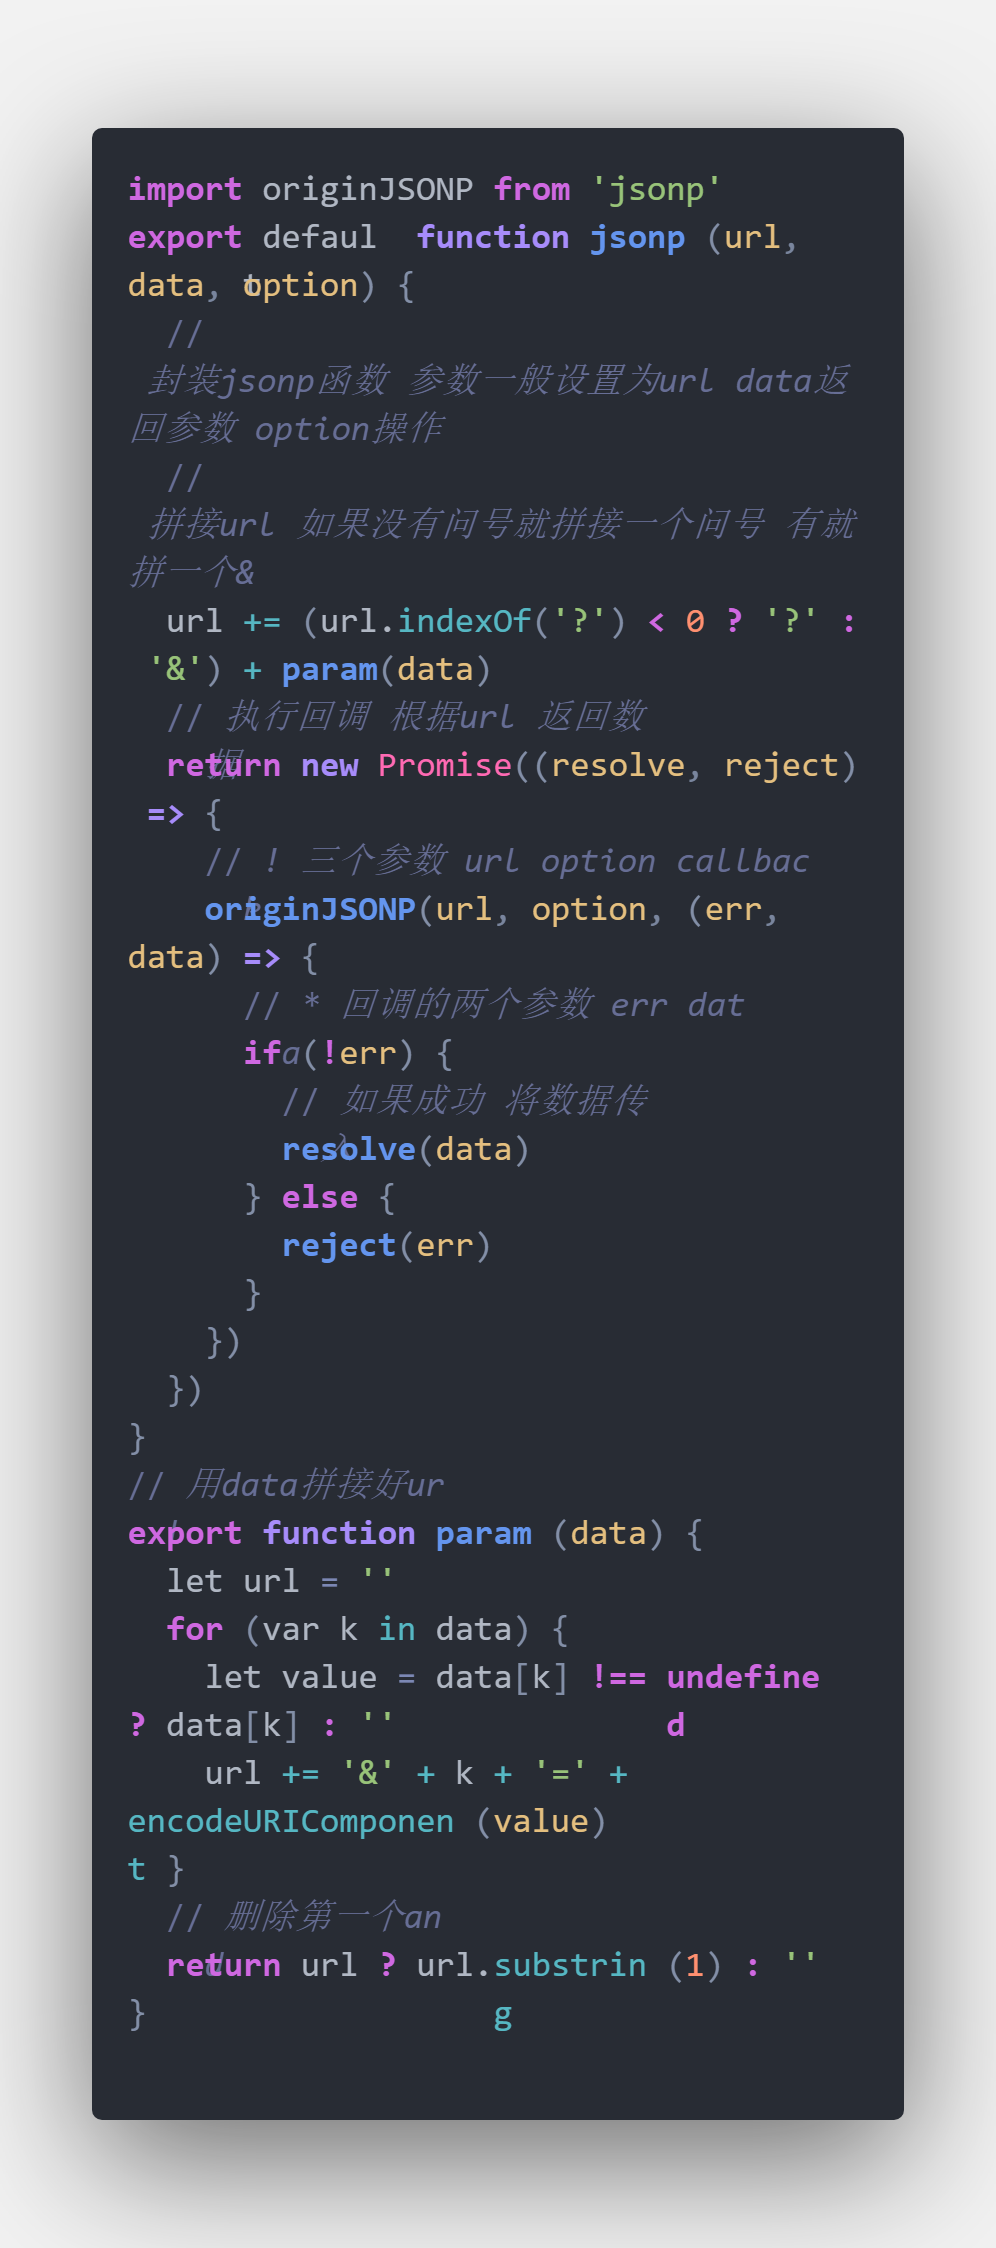 import originJSONP from 'jsonp'
export default function jsonp (url,
data, option) {
  //
 封装jsonp函数 参数一般设置为url data返
回参数 option操作
  //
 拼接url 如果没有问号就拼接一个问号 有就
拼一个&
  url += (url.indexOf('?') < 0 ? '?' :
 '&') + param(data)
  // 执行回调 根据url 返回数据
  return new Promise((resolve, reject)
 => {
    // ! 三个参数 url option callback
    originJSONP(url, option, (err,
data) => {
      // * 回调的两个参数 err data
      if (!err) {
        // 如果成功 将数据传入
        resolve(data)
      } else {
        reject(err)
      }
    })
  })
}
// 用data拼接好url
export function param (data) {
  let url = ''
  for (var k in data) {
    let value = data[k] !== undefined
? data[k] : ''
    url += '&' + k + '=' +
encodeURIComponent(value)
  }
  // 删除第一个and
  return url ? url.substring(1) : ''
}